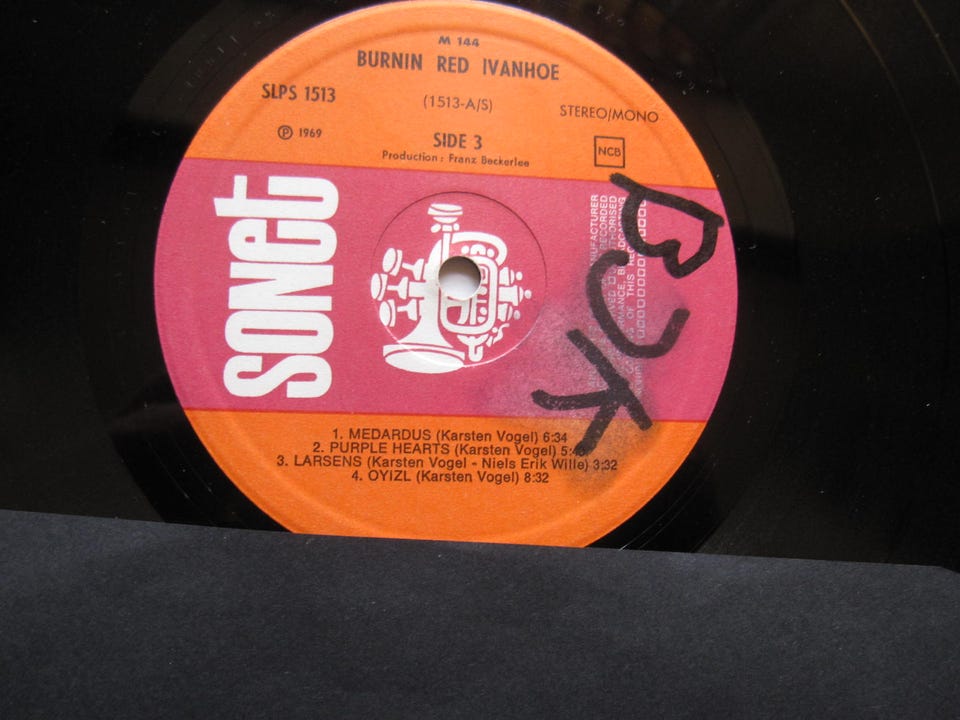 M 144
BURNIN RED IVANHOE
SLPS 1513
(1513-A/S)
STEREO/MONO
Ⓟ 1969
SIDE 3
NCB
Production : Franz Beckerlee
SONET
BJK
1. MEDARDUS (Karsten Vogel) 6:34
2. PURPLE HEARTS (Karsten Vogel) 5:
3. LARSENS (Karsten Vogel - Niels Erik Wille) 3:32
4. OYIZL (Karsten Vogel) 8:32